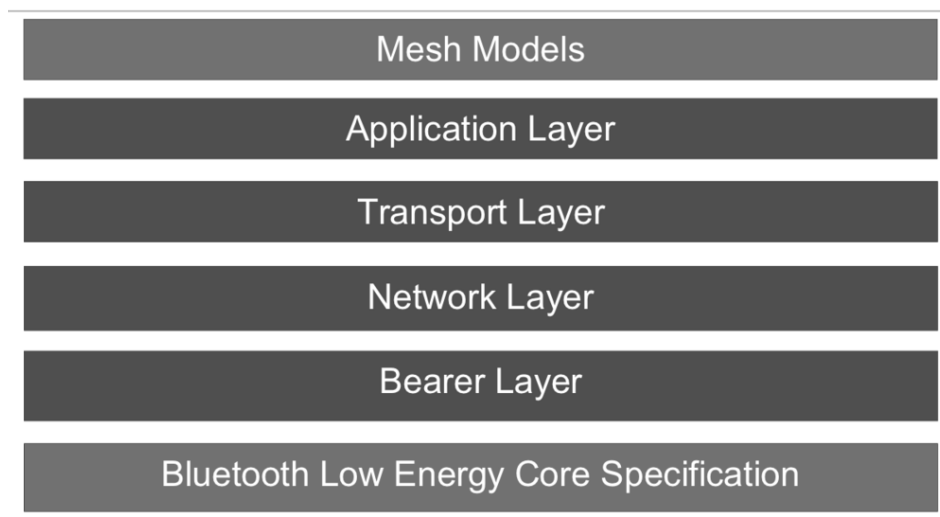 Mesh Models
Application Layer
Transport Layer
Network Layer
Bearer Layer
Bluetooth Low Energy Core Specification